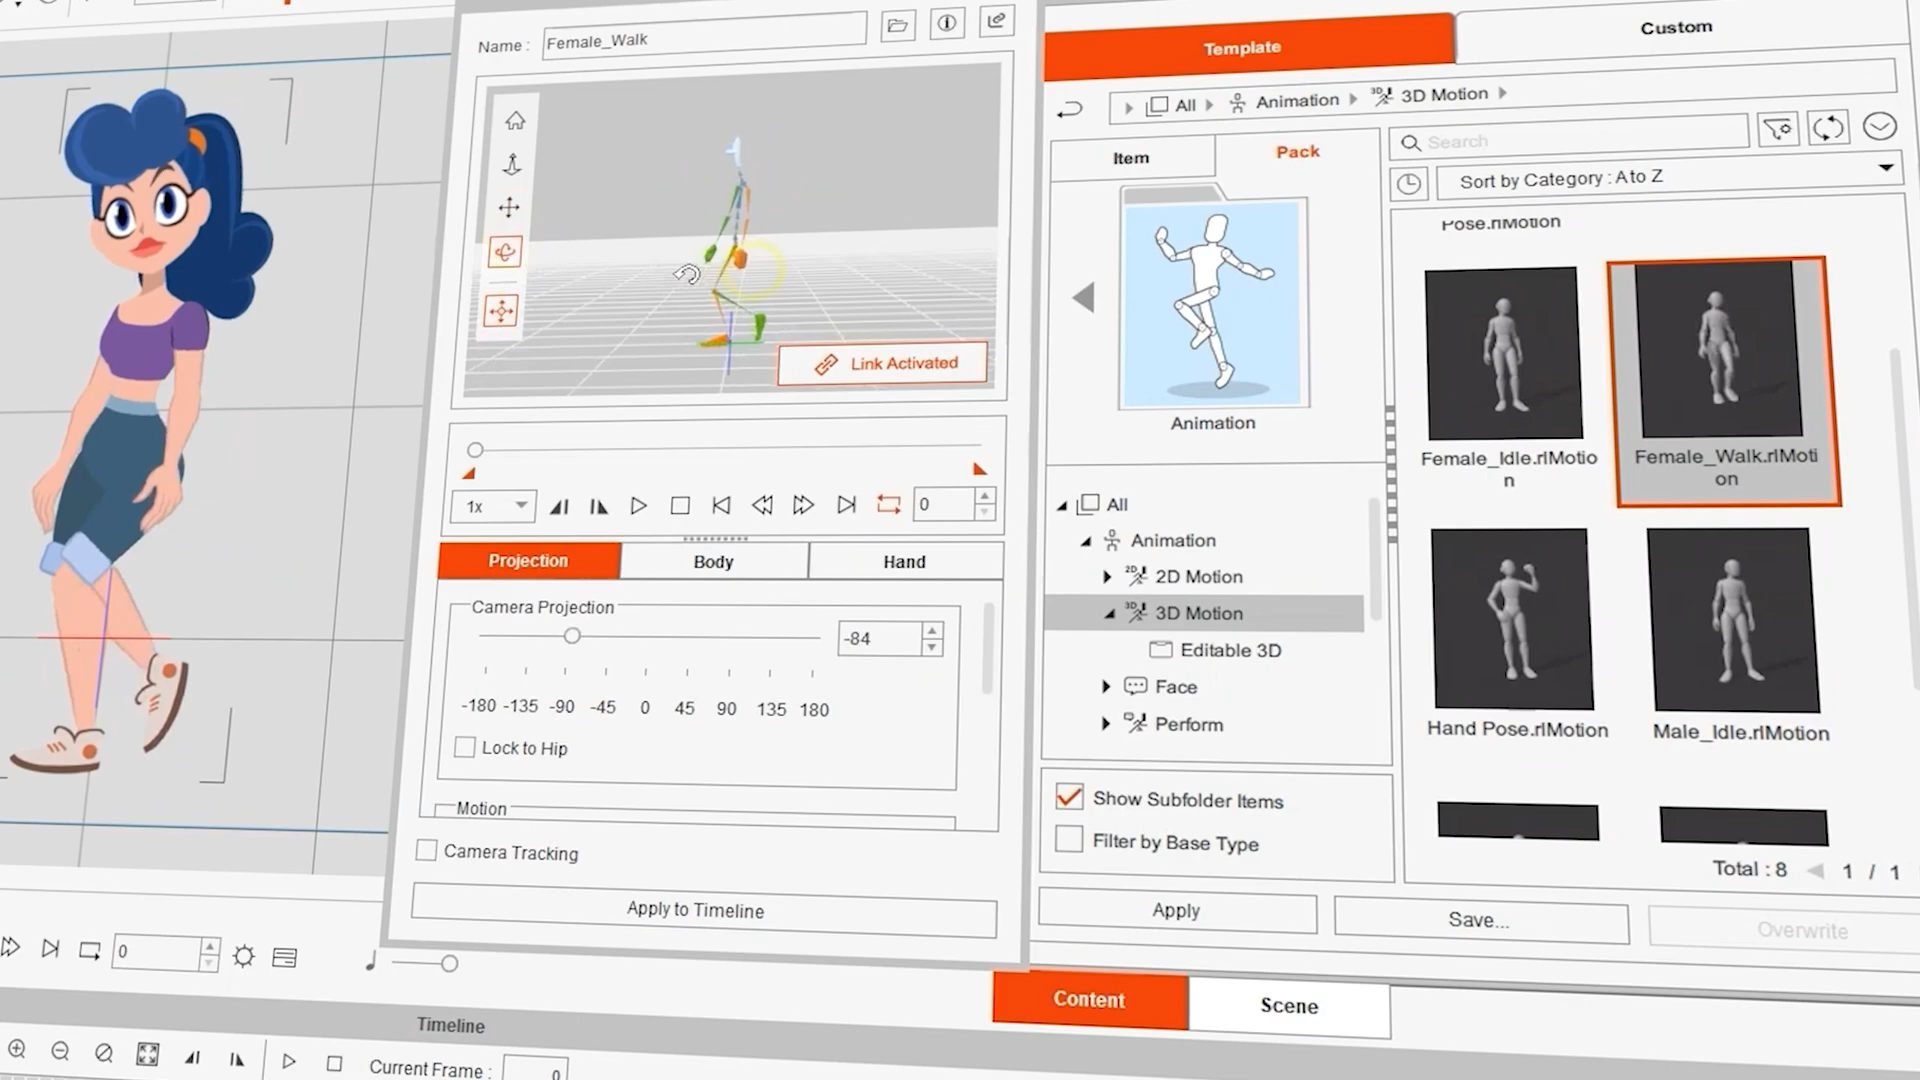 Name :
Female_Walk
Link Activated
1x
0
Projection
Body
Hand
Camera Projection
-84
-180 -135 -90 -45 0 45 90 135 180
Lock to Hip
Motion
Camera Tracking
Apply to Timeline
Template
Custom
All
Animation
3D Motion
Item
Pack
Search
Sort by Category : A to Z
Animation
Pose.rlMotion
Female_Idle.rlMotio
n
Female_Walk.rlMoti
on
Hand Pose.rlMotion
Male_Idle.rlMotion
All
Animation
2D 2D Motion
3D 3D Motion
Editable 3D
Face
Perform
Show Subfolder Items
Filter by Base Type
Total : 8
1 / 1
Apply
Save...
Overwrite
Content
Scene
0
Timeline
Current Frame :
0